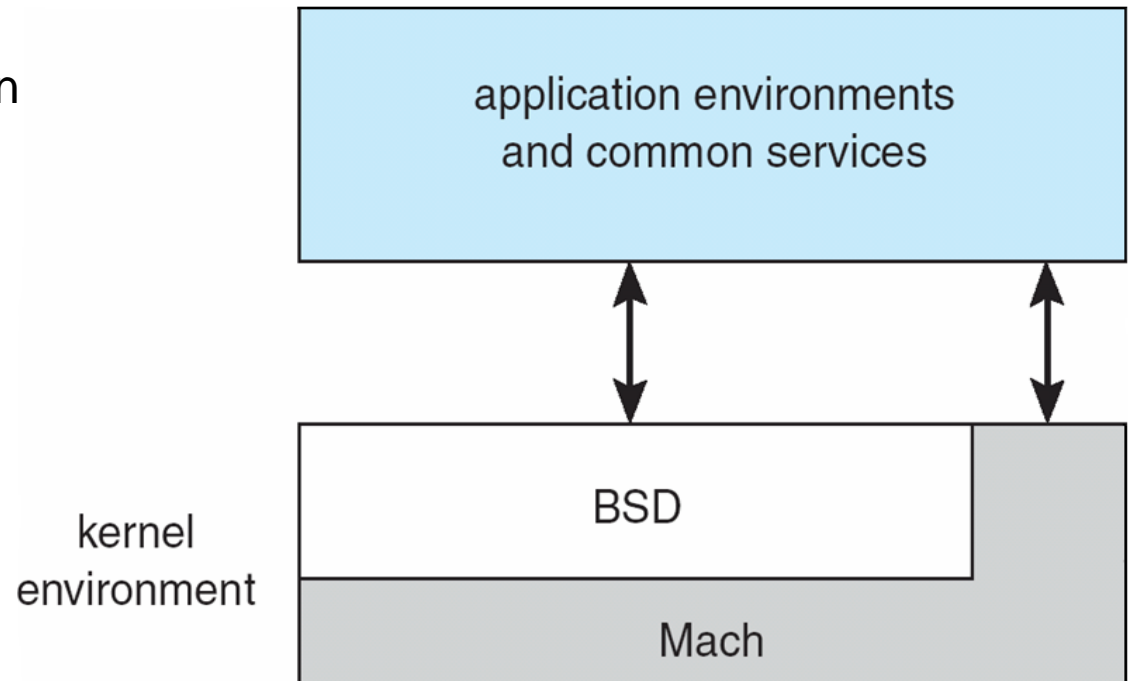 application environments
and common services
BSD
kernel
environment
Mach